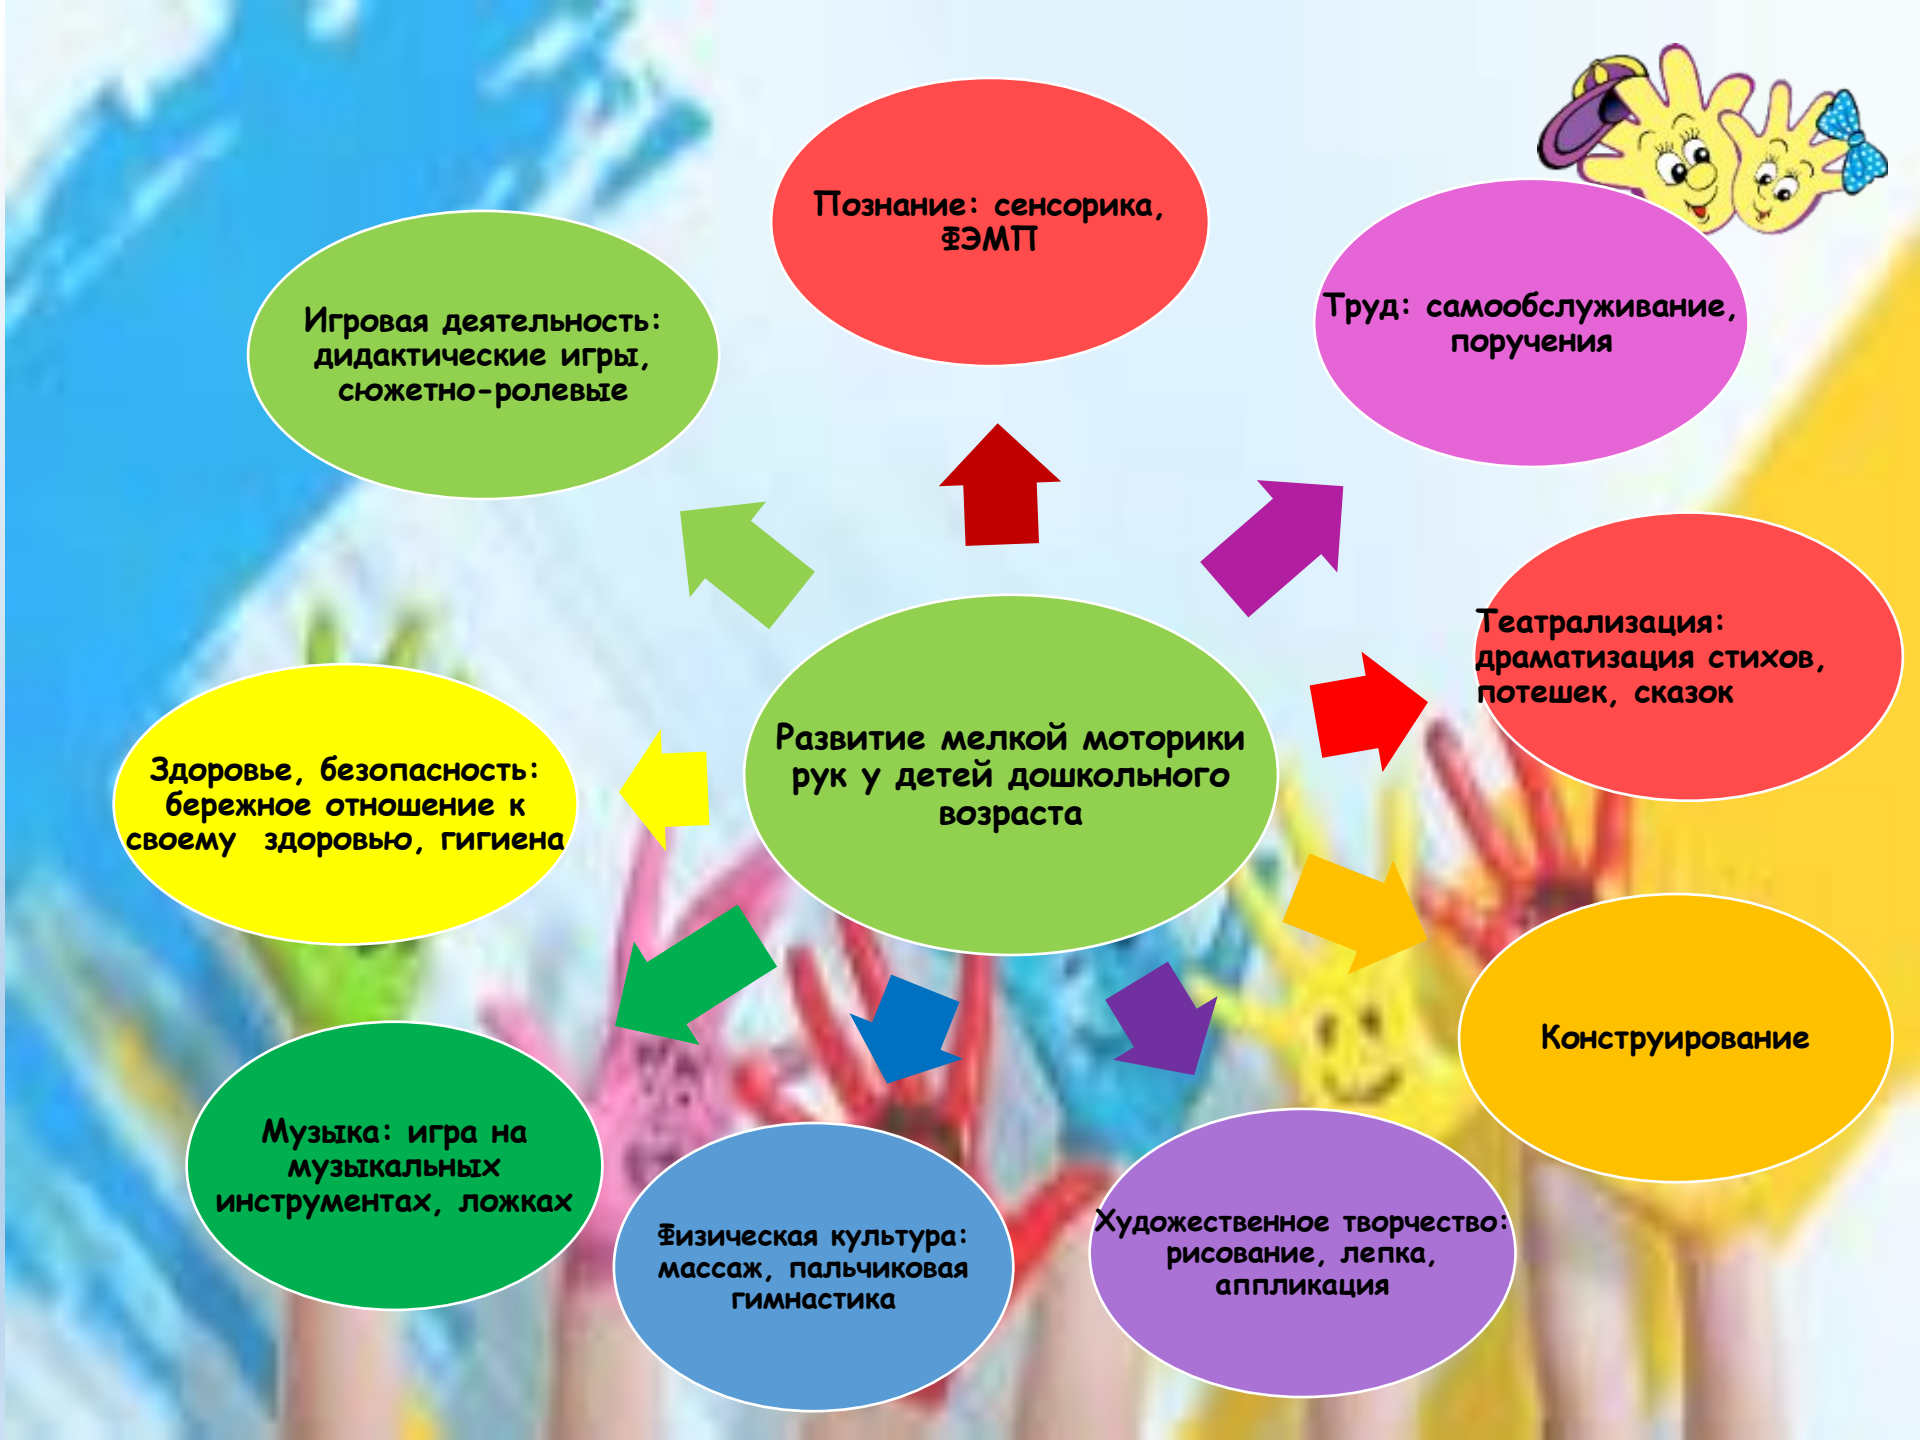 Познание: сенсорика,
ФЭМП
Труд: самообслуживание,
поручения
Игровая деятельность:
дидактические игры,
сюжетно-ролевые
Театрализация:
драматизация стихов,
потешек, сказок
Развитие мелкой моторики
рук у детей дошкольного
возраста
Здоровье, безопасность:
бережное отношение к
своему здоровью, гигиена
Конструирование
Музыка: игра на
музыкальных
инструментах, ложках
Физическая культура:
массаж, пальчиковая
гимнастика
Художественное творчество:
рисование, лепка,
аппликация